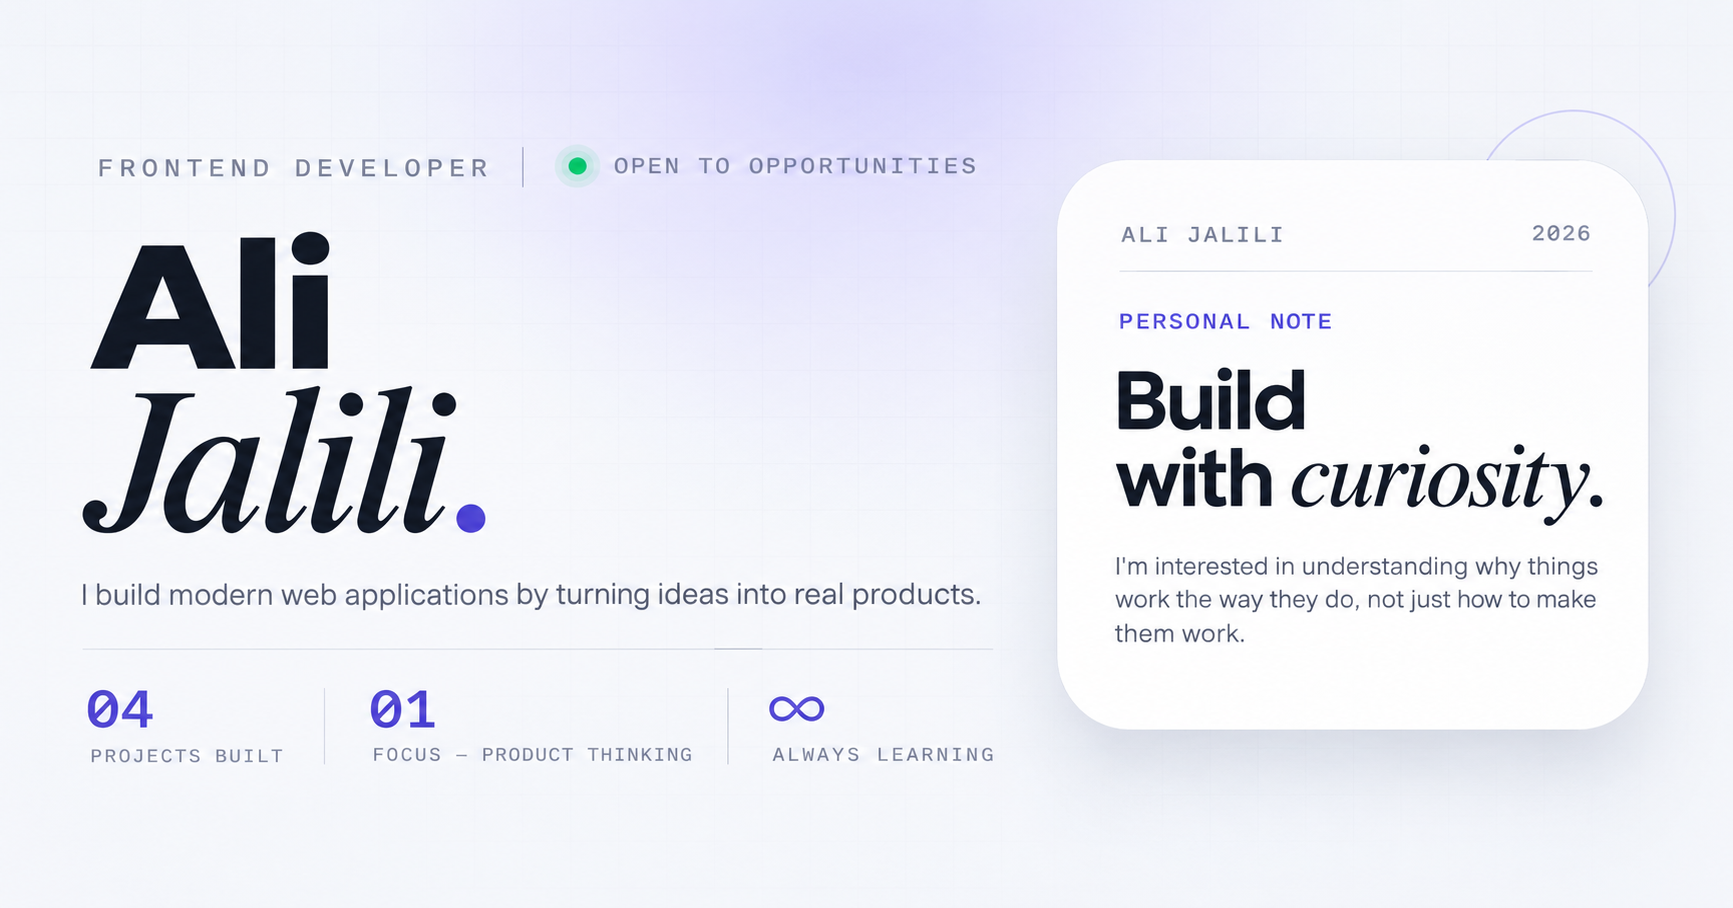 FRONTEND DEVELOPER
OPEN TO OPPORTUNITIES
Ali
Jalili.
I build modern web applications by turning ideas into real products.
04
PROJECTS BUILT
01
FOCUS — PRODUCT THINKING
∞
ALWAYS LEARNING
ALI JALILI
2026
PERSONAL NOTE
Build
with curiosity.
I'm interested in understanding why things
work the way they do, not just how to make
them work.